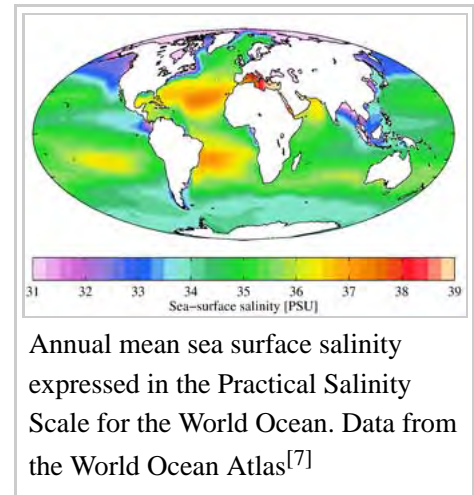 31 32 33 34 35 36 37 38 39
Sea-surface salinity [PSU]
Annual mean sea surface salinity
expressed in the Practical Salinity
Scale for the World Ocean. Data from
the World Ocean Atlas[7]